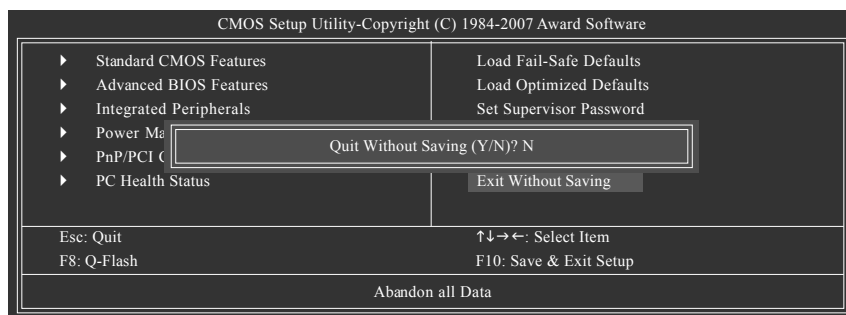 CMOS Setup Utility-Copyright (C) 1984-2007 Award Software
Standard CMOS Features
Advanced BIOS Features
Integrated Peripherals
Power Ma
PnP/PCI
PC Health Status
Load Fail-Safe Defaults
Load Optimized Defaults
Set Supervisor Password
Quit Without Saving (Y/N)? N
Exit Without Saving
Esc: Quit
↑↓→←: Select Item
F8: Q-Flash
F10: Save & Exit Setup
Abandon all Data